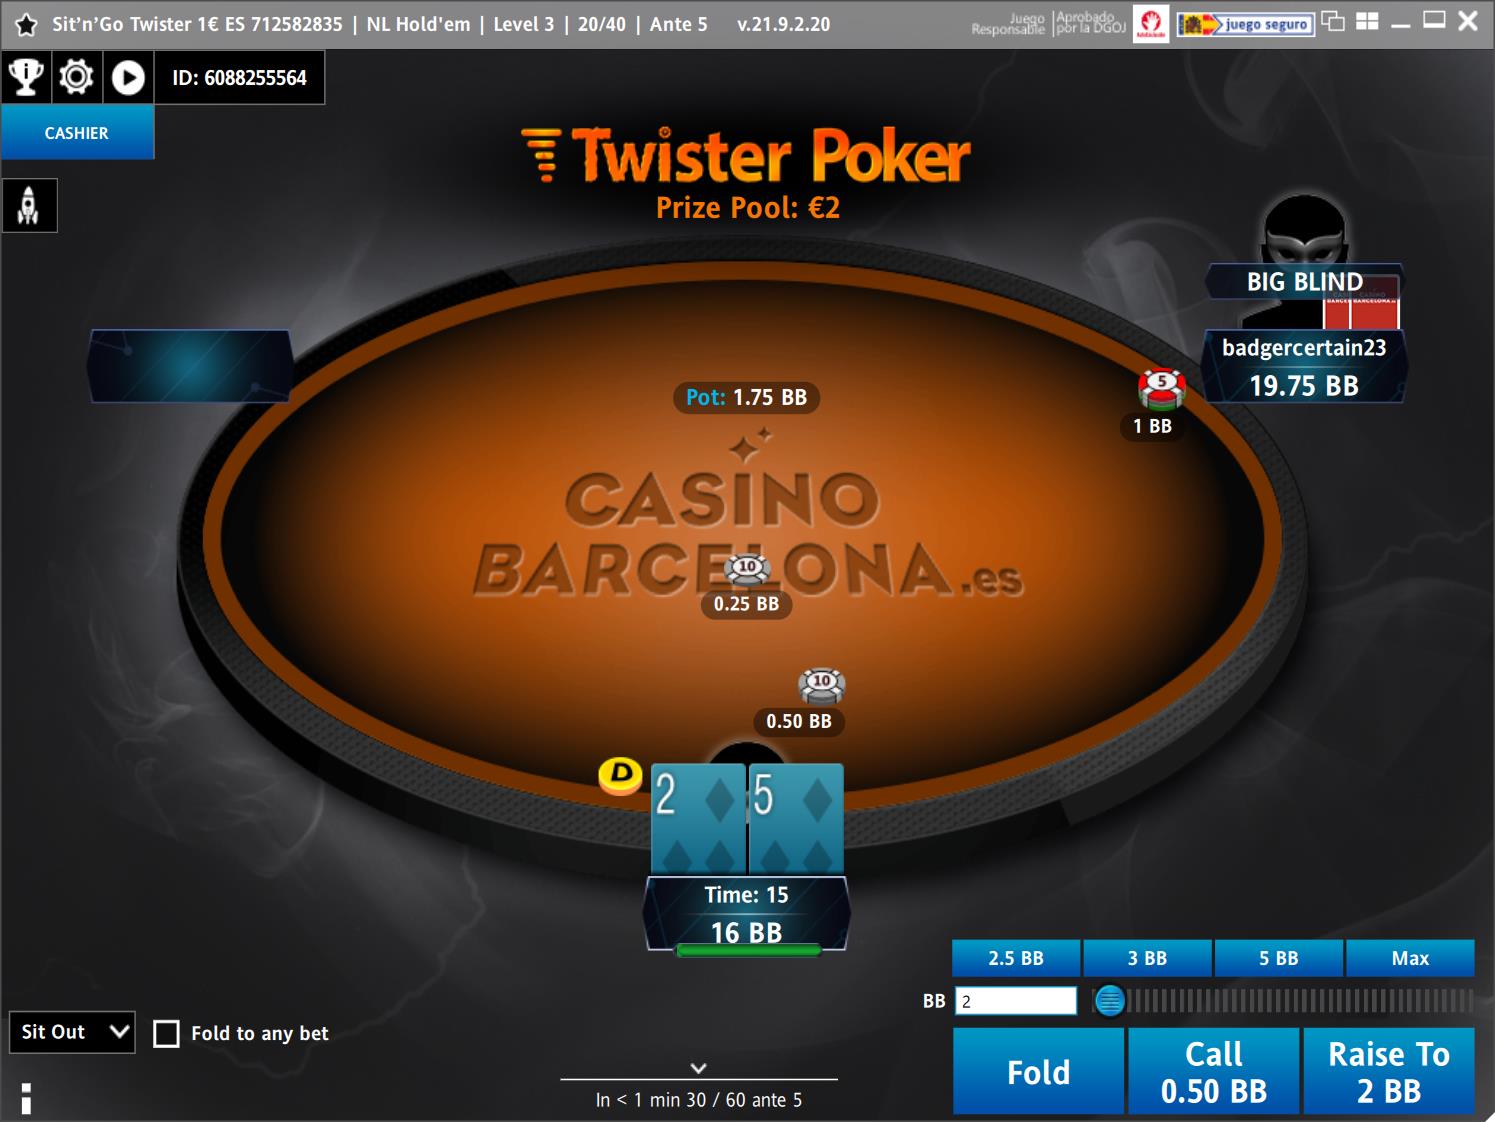 Sit'n'Go Twister 1€ ES 712582835 | NL Hold'em | Level 3 | 20/40 | Ante 5 v.21.9.2.20
Juego Responsable
Aprobado por la DGOJ
juego seguro
ID: 6088255564
CASHIER
Twister Poker
Prize Pool: €2
BIG BLIND
badgercertain23
19.75 BB
Pot: 1.75 BB
5
1 BB
CASINO
BARCELONA.es
10
0.25 BB
10
0.50 BB
D
2 5
Time: 15
16 BB
2.5 BB 3 BB 5 BB Max
BB 2
Sit Out
Fold to any bet
Fold
Call 0.50 BB
Raise To 2 BB
In < 1 min 30 / 60 ante 5